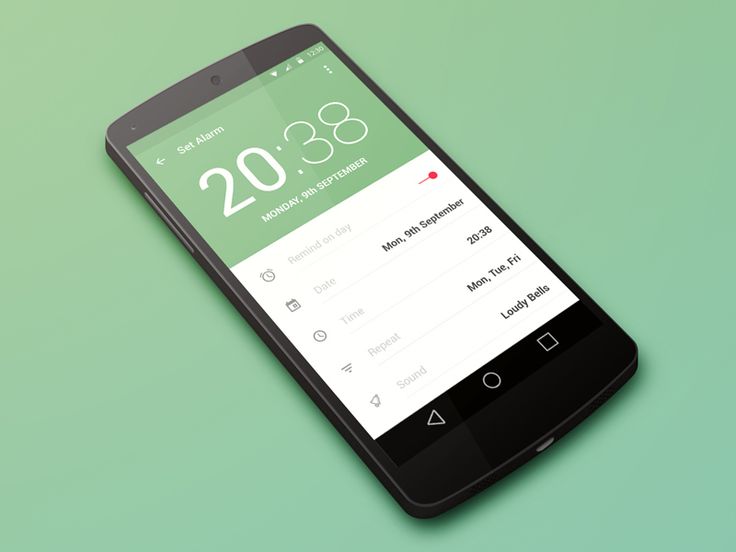 12:30
Set Alarm
20:38
MONDAY, 9th SEPTEMBER
Remind on day
Date Mon, 9th September
Time 20:38
Repeat Mon, Tue, Fri
Sound Loudy Bells